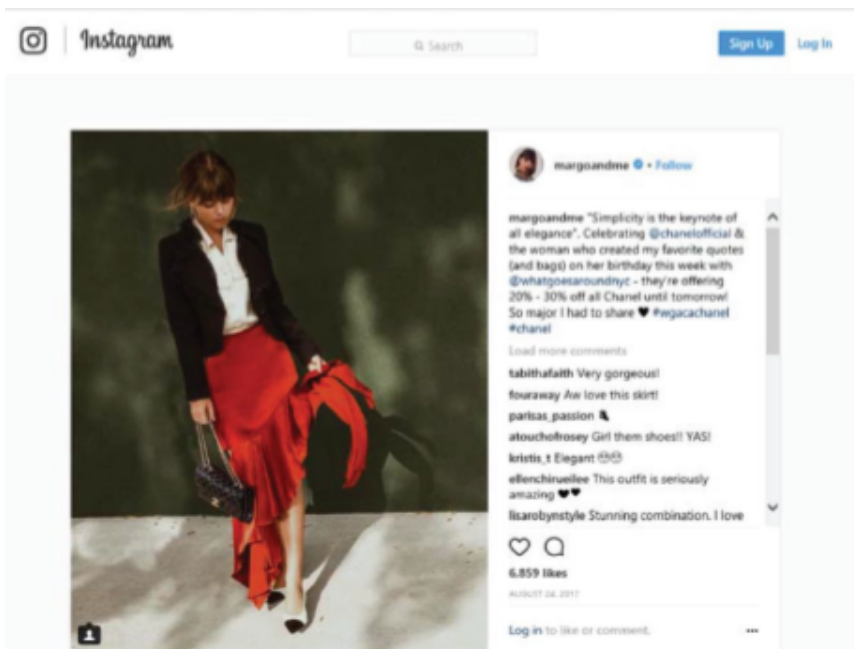 Instagram
Search
Sign Up
Log In
margoandme • Follow
margoandme "Simplicity is the keynote of
all elegance". Celebrating @chanelofficial &
the woman who created my favorite quotes
(and bags) on her birthday this week with
@whatgoesaroundnyc - they're offering
20% - 30% off all Chanel until tomorrow!
So major I had to share 🖤 #wgacachanel
#chanel
Load more comments
tabithafaith Very gorgeous!
fouraway Aw love this skirt!
parisas_passion
atouchofrosey Girl them shoes!! YAS!
kristis_t Elegant
ellenchirueilee This outfit is seriously
amazing 🖤🖤
lisarobynstyle Stunning combination. I love
6,859 likes
AUGUST 24, 2017
Log in to like or comment.